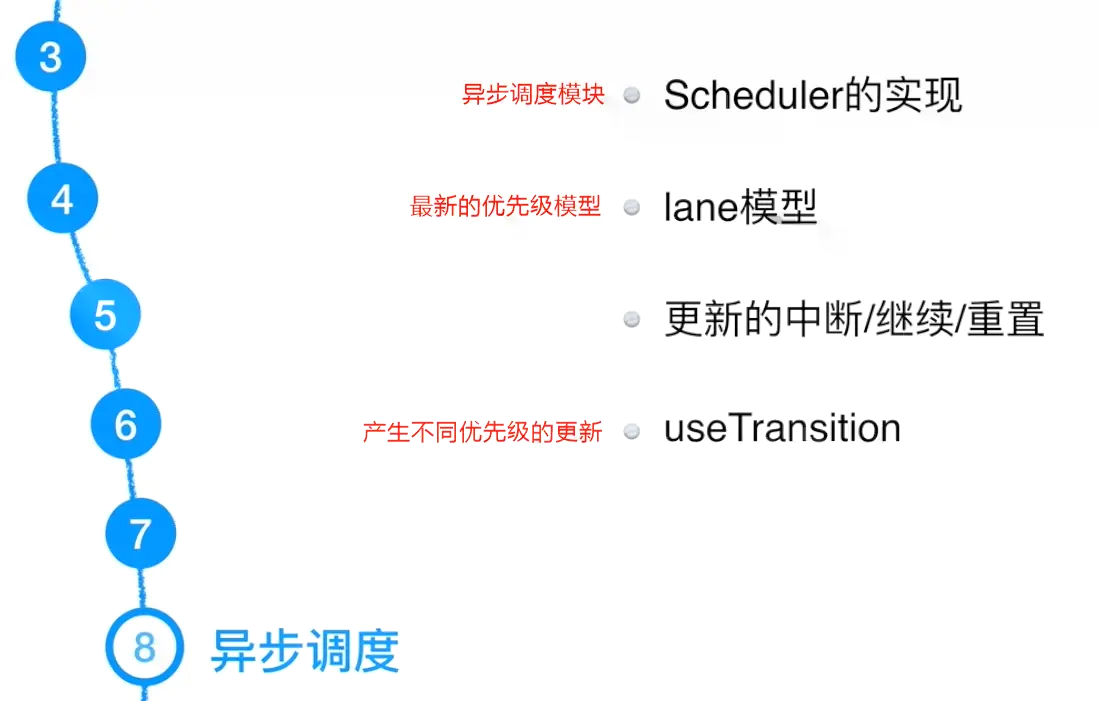 3
异步调度模块 Scheduler的实现
4
最新的优先级模型 lane模型
5
更新的中断/继续/重置
6
产生不同优先级的更新 useTransition
7
8 异步调度